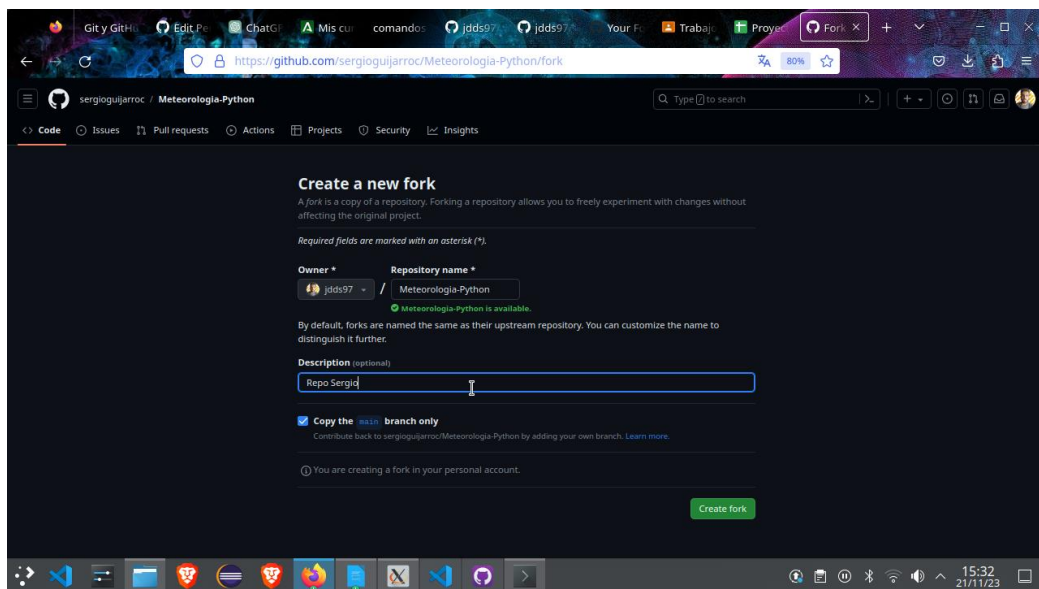 Git y GitHu
Edit Pe
ChatGF
Mis cur
comandos
jdds97
jdds97
Your Fo
Trabajo
Proyec
Fork
https://github.com/sergioguijarroc/Meteorologia-Python/fork
80%
sergioguijarroc / Meteorologia-Python
Type / to search
Code
Issues
Pull requests
Actions
Projects
Security
Insights
Create a new fork
A fork is a copy of a repository. Forking a repository allows you to freely experiment with changes without
affecting the original project.
Required fields are marked with an asterisk (*).
Owner *
Repository name *
jdds97 / Meteorologia-Python
Meteorologia-Python is available.
By default, forks are named the same as their upstream repository. You can customize the name to
distinguish it further.
Description (optional)
Repo Sergio
Copy the main branch only
Contribute back to sergioguijarroc/Meteorologia-Python by adding your own branch. Learn more.
You are creating a fork in your personal account.
Create fork
15:32
21/11/23